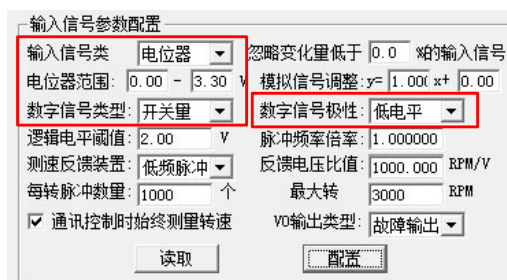 输入信号参数配置
输入信号类 电位器 忽略变化量低于 0.0 %的输入信号
电位器范围: 0.00 - 3.30 V 模拟信号调整: y= 1.000 x+ 0.00
数字信号类型: 开关量 数字信号极性: 低电平
逻辑电平阈值: 2.00 V 脉冲频率倍率: 1.000000
测速反馈装置: 低频脉冲 反馈电压比值: 1000.000 RPM/V
每转脉冲数量: 1000 个 最大转 3000 RPM
通讯控制时始终测量转速 VO输出类型: 故障输出
读取 配置